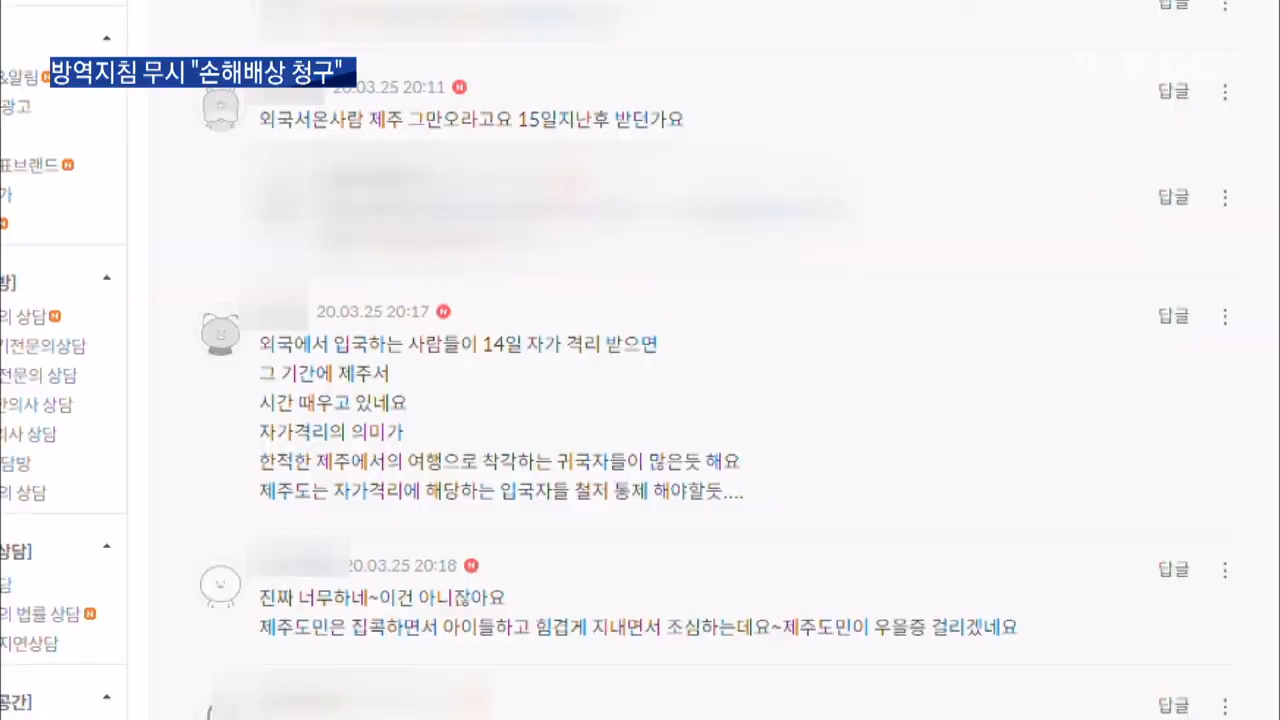 답글
방역지침 무시 "손해배상 청구"
&알림
20.03.25 20:11
답글
광고
외국서온사람 제주 그만오라고요 15일지난후 받던가요
표브랜드
가
답글
방]
의 상담
20.03.25 20:17
답글
기전문의상담
외국에서 입국하는 사람들이 14일 자가 격리 받으면
전문의 상담
그 기간에 제주서
한의사 상담
시간 때우고 있네요
의사 상담
자가격리의 의미가
담방
한적한 제주에서의 여행으로 착각하는 귀국자들이 많은듯 해요
의 상담
제주도는 자가격리에 해당하는 입국자들 철저 통제 해야할듯....
상담]
20.03.25 20:18
답글
담
진짜 너무하네~이건 아니잖아요
의 법률 상담
제주도민은 집콕하면서 아이들하고 힘겹게 지내면서 조심하는데요~제주도민이 우울증 걸리겠네요
지연상담
공간]
답글